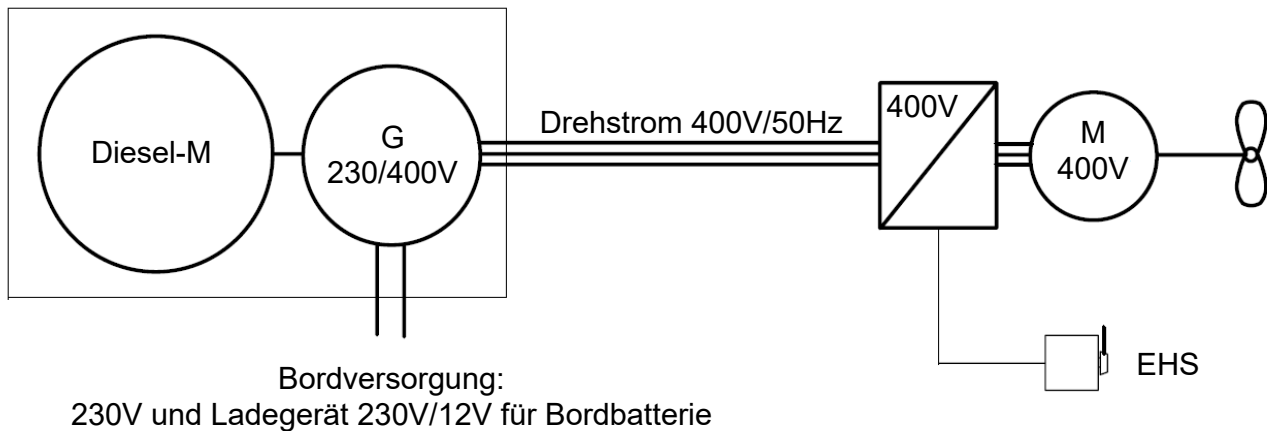 Diesel-M
G
230/400V
Drehstrom 400V/50Hz
400V
M
400V
EHS
Bordversorgung:
230V und Ladegerät 230V/12V für Bordbatterie